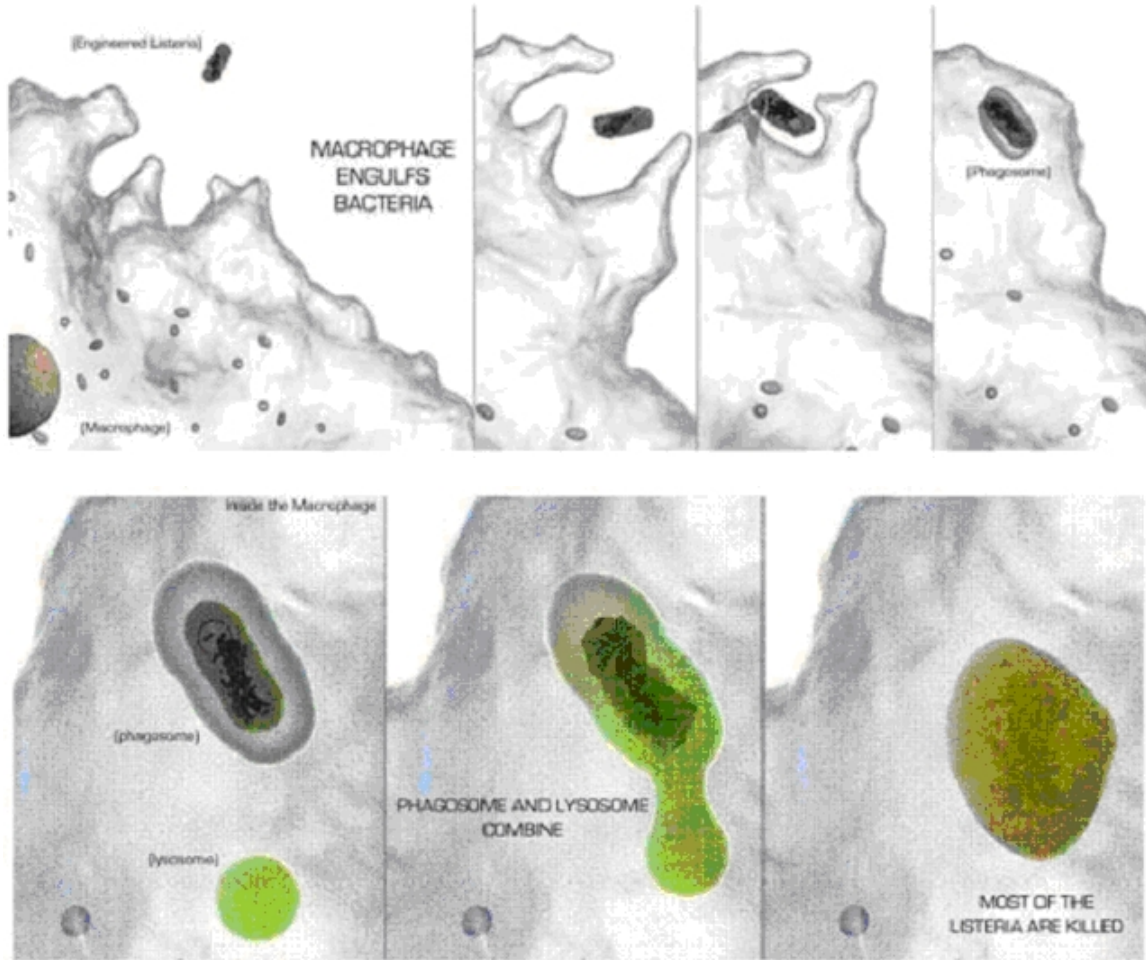 (Engineered Listeria)
MACROPHAGE
ENGULFS
BACTERIA
(Macrophage)
(Phagosome)
Inside the Macrophage
(phagosome)
(lysosome)
PHAGOSOME AND LYSOSOME
COMBINE
MOST OF THE
LISTERIA ARE KILLED